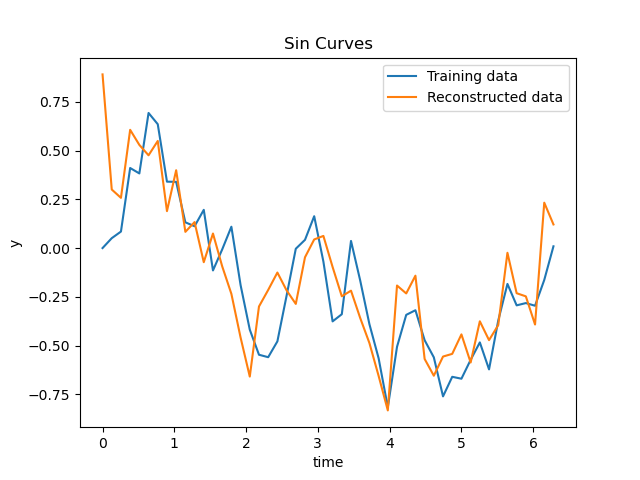 Sin Curves
Training data
Reconstructed data
0.75
0.50
0.25
0.00
−0.25
−0.50
−0.75
y
0 1 2 3 4 5 6
time